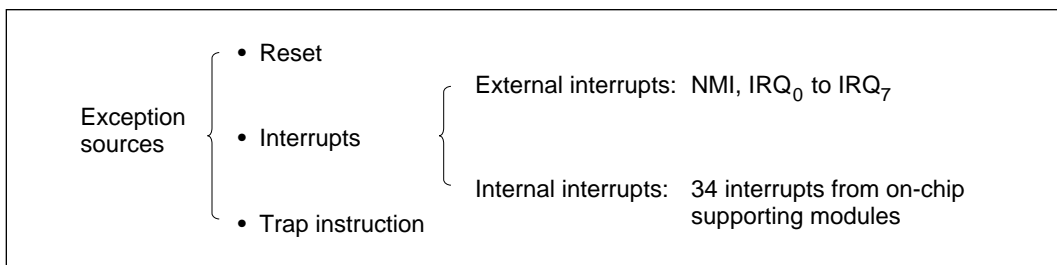 Exception sources
• Reset
• Interrupts
External interrupts: NMI, IRQ0 to IRQ7
Internal interrupts: 34 interrupts from on-chip
supporting modules
• Trap instruction